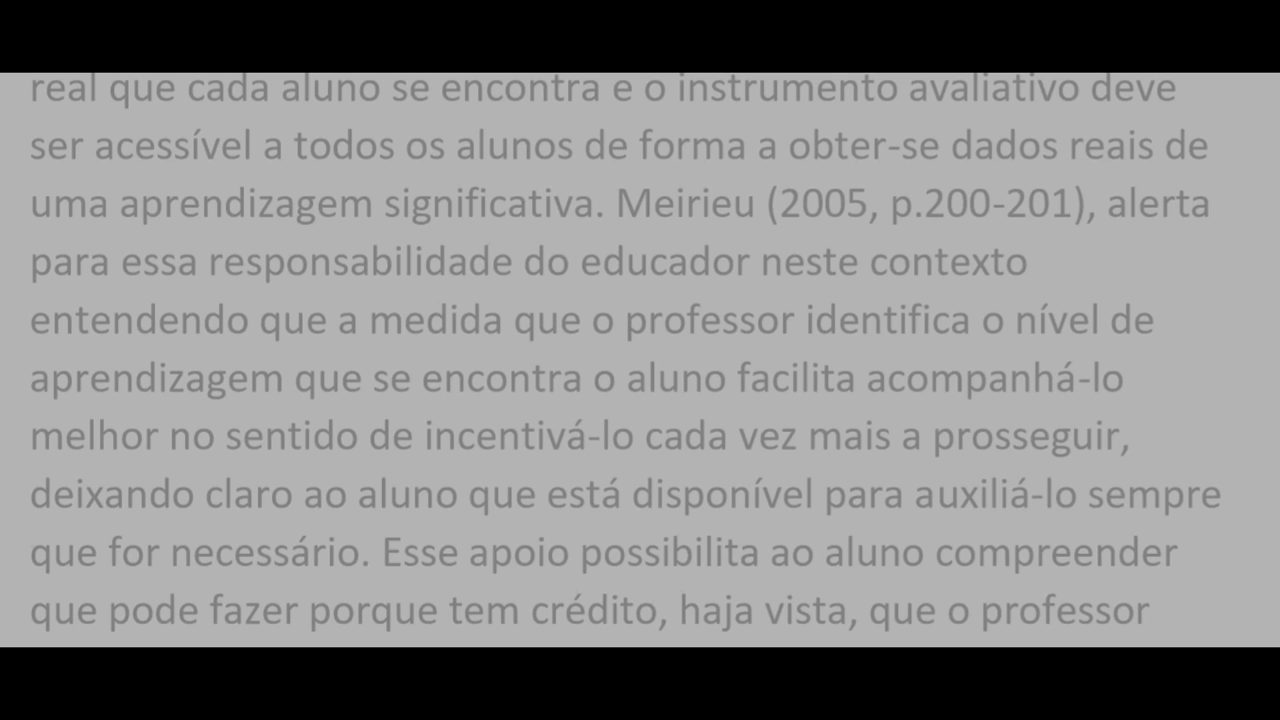 real que cada aluno se encontra e o instrumento avaliativo deve
ser acessível a todos os alunos de forma a obter-se dados reais de
uma aprendizagem significativa. Meirieu (2005, p.200-201), alerta
para essa responsabilidade do educador neste contexto
entendendo que a medida que o professor identifica o nível de
aprendizagem que se encontra o aluno facilita acompanhá-lo
melhor no sentido de incentivá-lo cada vez mais a prosseguir,
deixando claro ao aluno que está disponível para auxiliá-lo sempre
que for necessário. Esse apoio possibilita ao aluno compreender
que pode fazer porque tem crédito, haja vista, que o professor